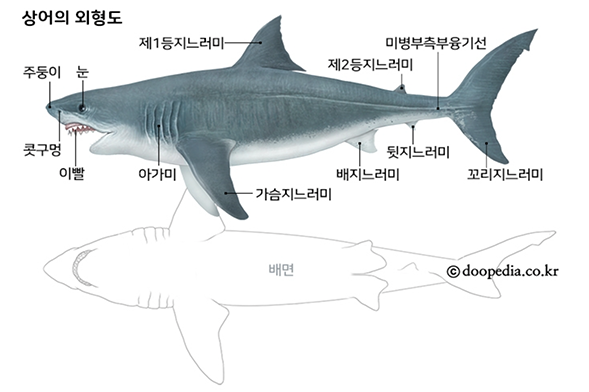 상어의 외형도
제1등지느러미
미병부측부융기선
제2등지느러미
주둥이
눈
콧구멍
이빨
아가미
가슴지느러미
배지느러미
뒷지느러미
꼬리지느러미
배면
ⓒdoopedia.co.kr